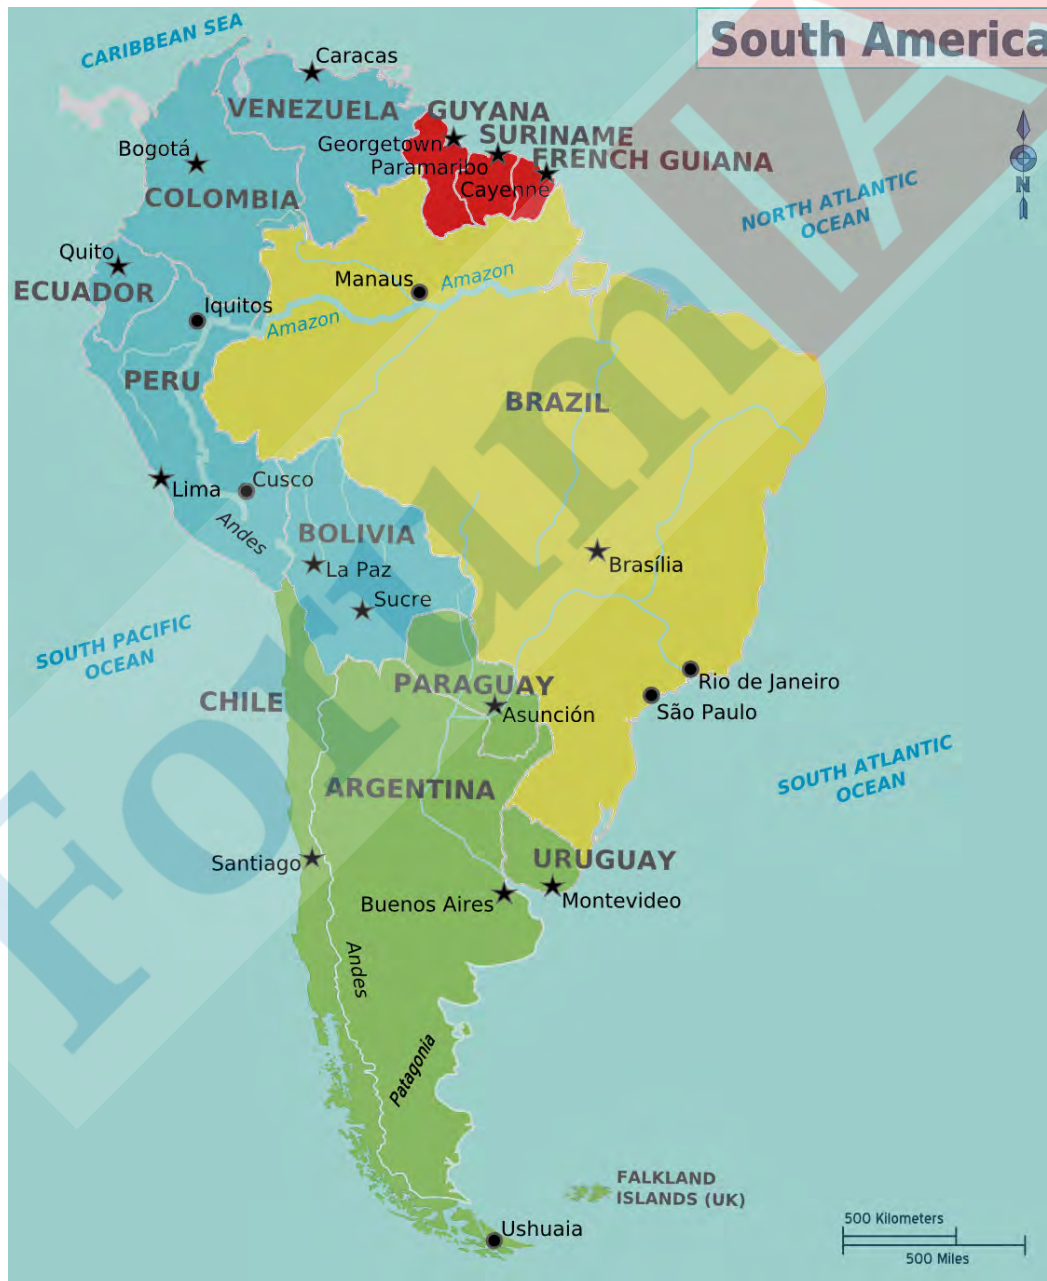 CARIBBEAN SEA
South America
Caracas
VENEZUELA
GUYANA
Georgetown
SURINAME
Bogotá
Paramaribo
FRENCH GUIANA
Cayenne
COLOMBIA
NORTH ATLANTIC
OCEAN
N
Quito
ECUADOR
Manaus
Amazon
Iquitos
Amazon
PERU
BRAZIL
Lima
Cusco
Andes
BOLIVIA
La Paz
Brasília
Sucre
SOUTH PACIFIC
OCEAN
PARAGUAY
Rio de Janeiro
CHILE
Asunción
São Paulo
SOUTH ATLANTIC
OCEAN
ARGENTINA
Santiago
URUGUAY
Buenos Aires
Montevideo
Andes
Patagonia
FALKLAND
ISLANDS (UK)
Ushuaia
500 Kilometers
500 Miles
ForumIA